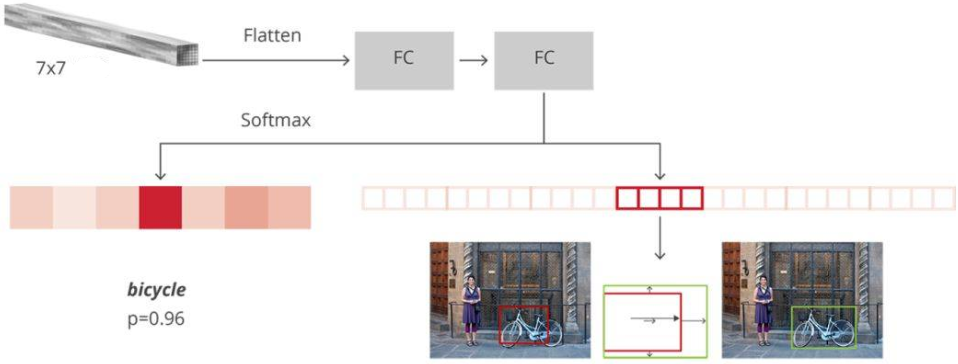 Flatten
7x7
FC
FC
Softmax
bicycle
p=0.96